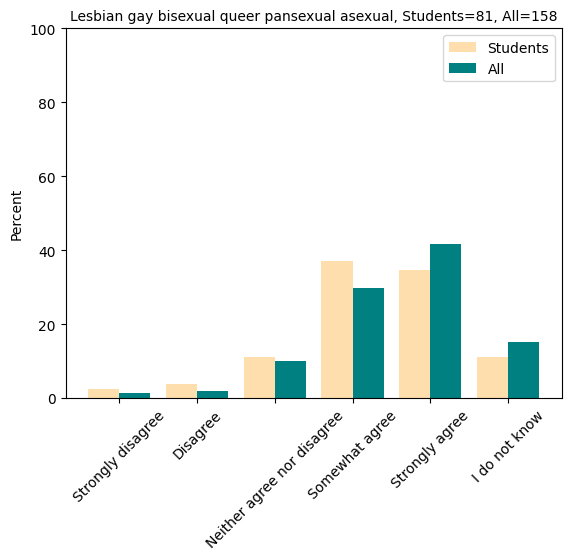 Lesbian gay bisexual queer pansexual asexual, Students=81, All=158
100
80
60
40
20
0
Percent
Students
All
Strongly disagree
Disagree
Neither agree nor disagree
Somewhat agree
Strongly agree
I do not know